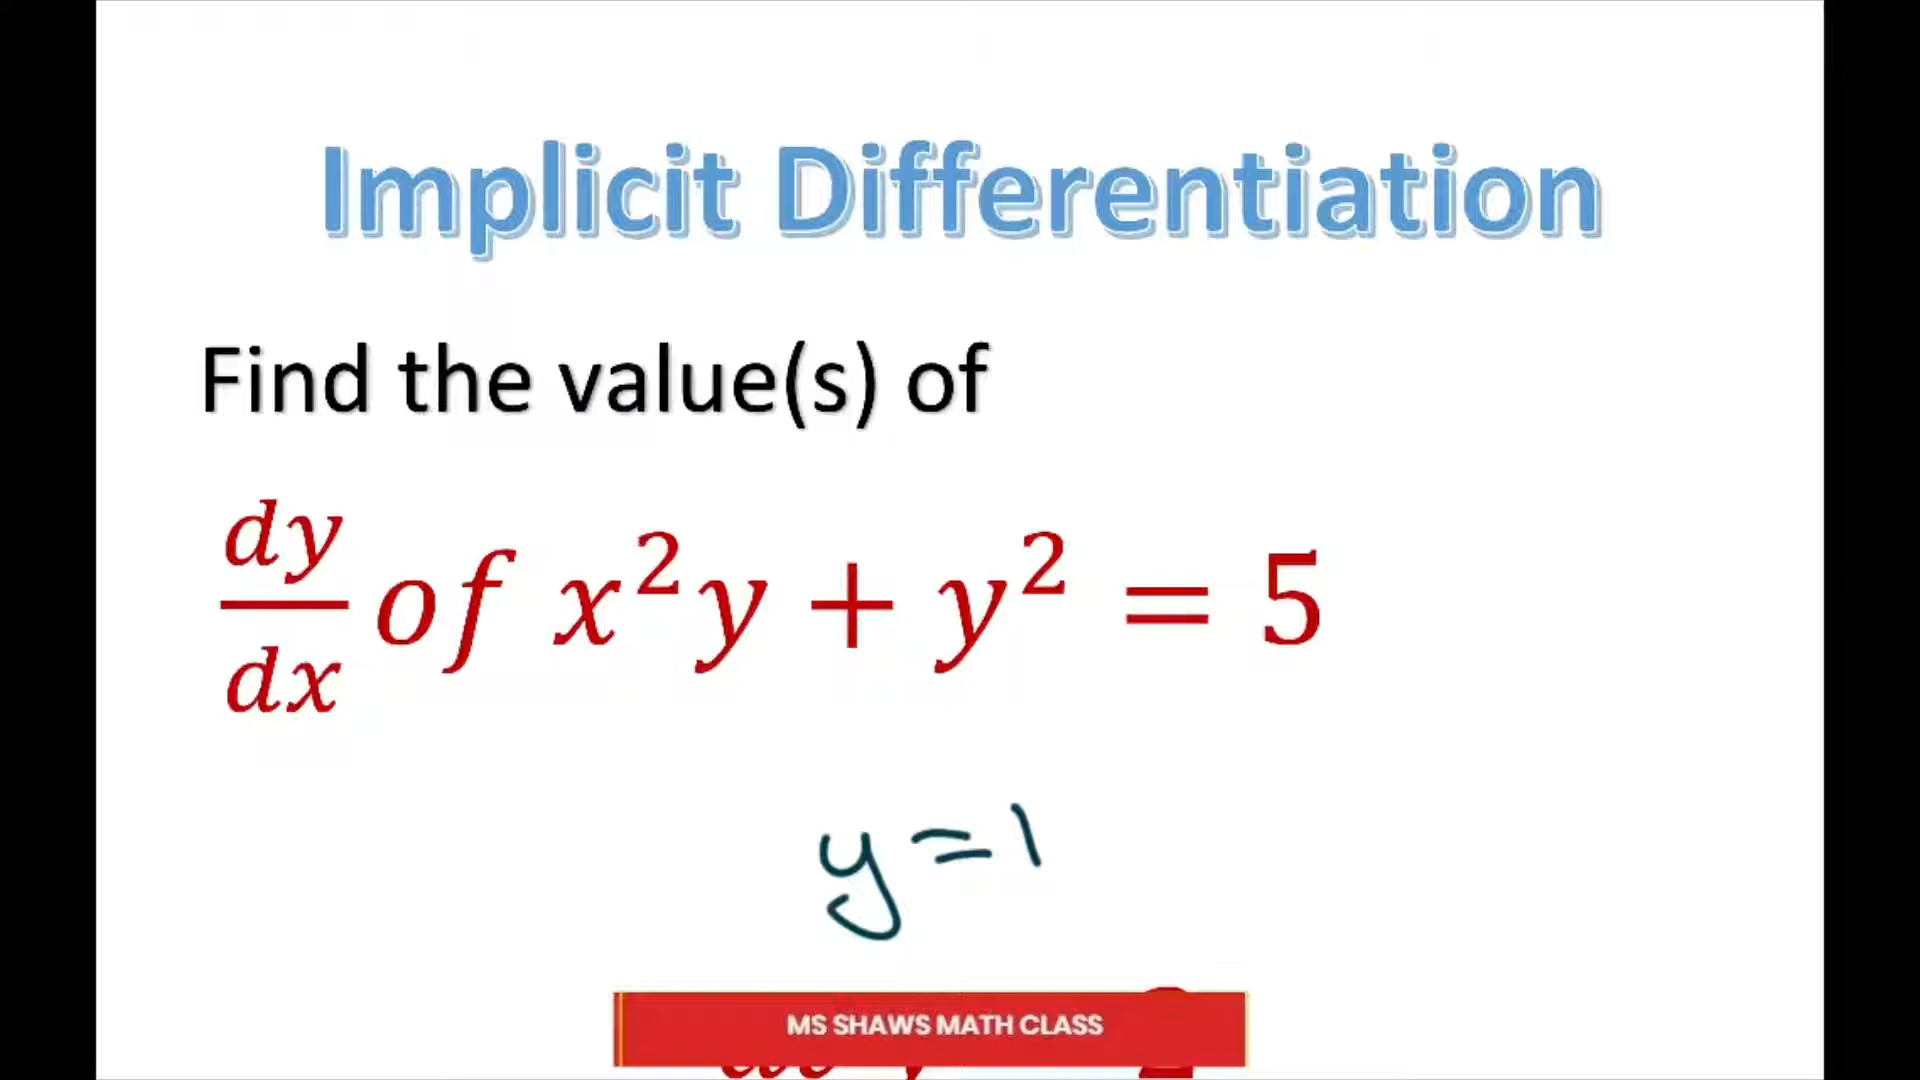 Implicit Differentiation
Find the value(s) of
dy/dx of x²y + y² = 5
y = 1
MS SHAWS MATH CLASS